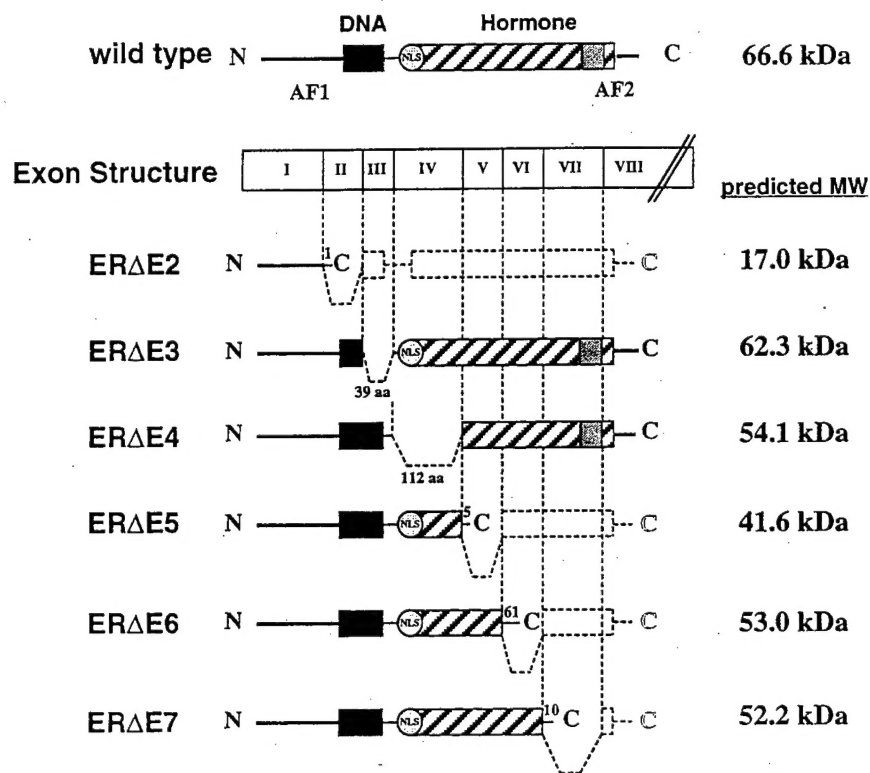 DNA Hormone
wild type N NLS C 66.6 kDa
AF1 AF2
Exon Structure I II III IV V VI VII VIII
predicted MW
ERΔE2 N 1 C C 17.0 kDa
ERΔE3 N NLS C 62.3 kDa
39 aa
ERΔE4 N C 54.1 kDa
112 aa
ERΔE5 N NLS 5 C C 41.6 kDa
ERΔE6 N NLS 61 C C 53.0 kDa
ERΔE7 N NLS 10 C C 52.2 kDa